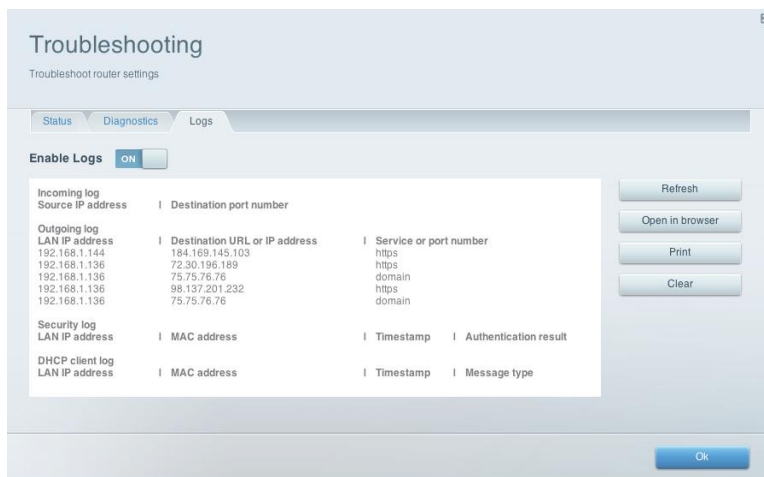 Troubleshooting
Troubleshoot router settings
Status Diagnostics Logs
Enable Logs ON
Refresh
Open in browser
Print
Clear
Incoming log
Source IP address | Destination port number
Outgoing log
LAN IP address | Destination URL or IP address | Service or port number
192.168.1.144 184.169.145.103 https
192.168.1.136 72.30.196.189 https
192.168.1.136 75.75.76.76 domain
192.168.1.136 98.137.201.232 https
192.168.1.136 75.75.76.76 domain
Security log
LAN IP address | MAC address | Timestamp | Authentication result
DHCP client log
LAN IP address | MAC address | Timestamp | Message type
Ok